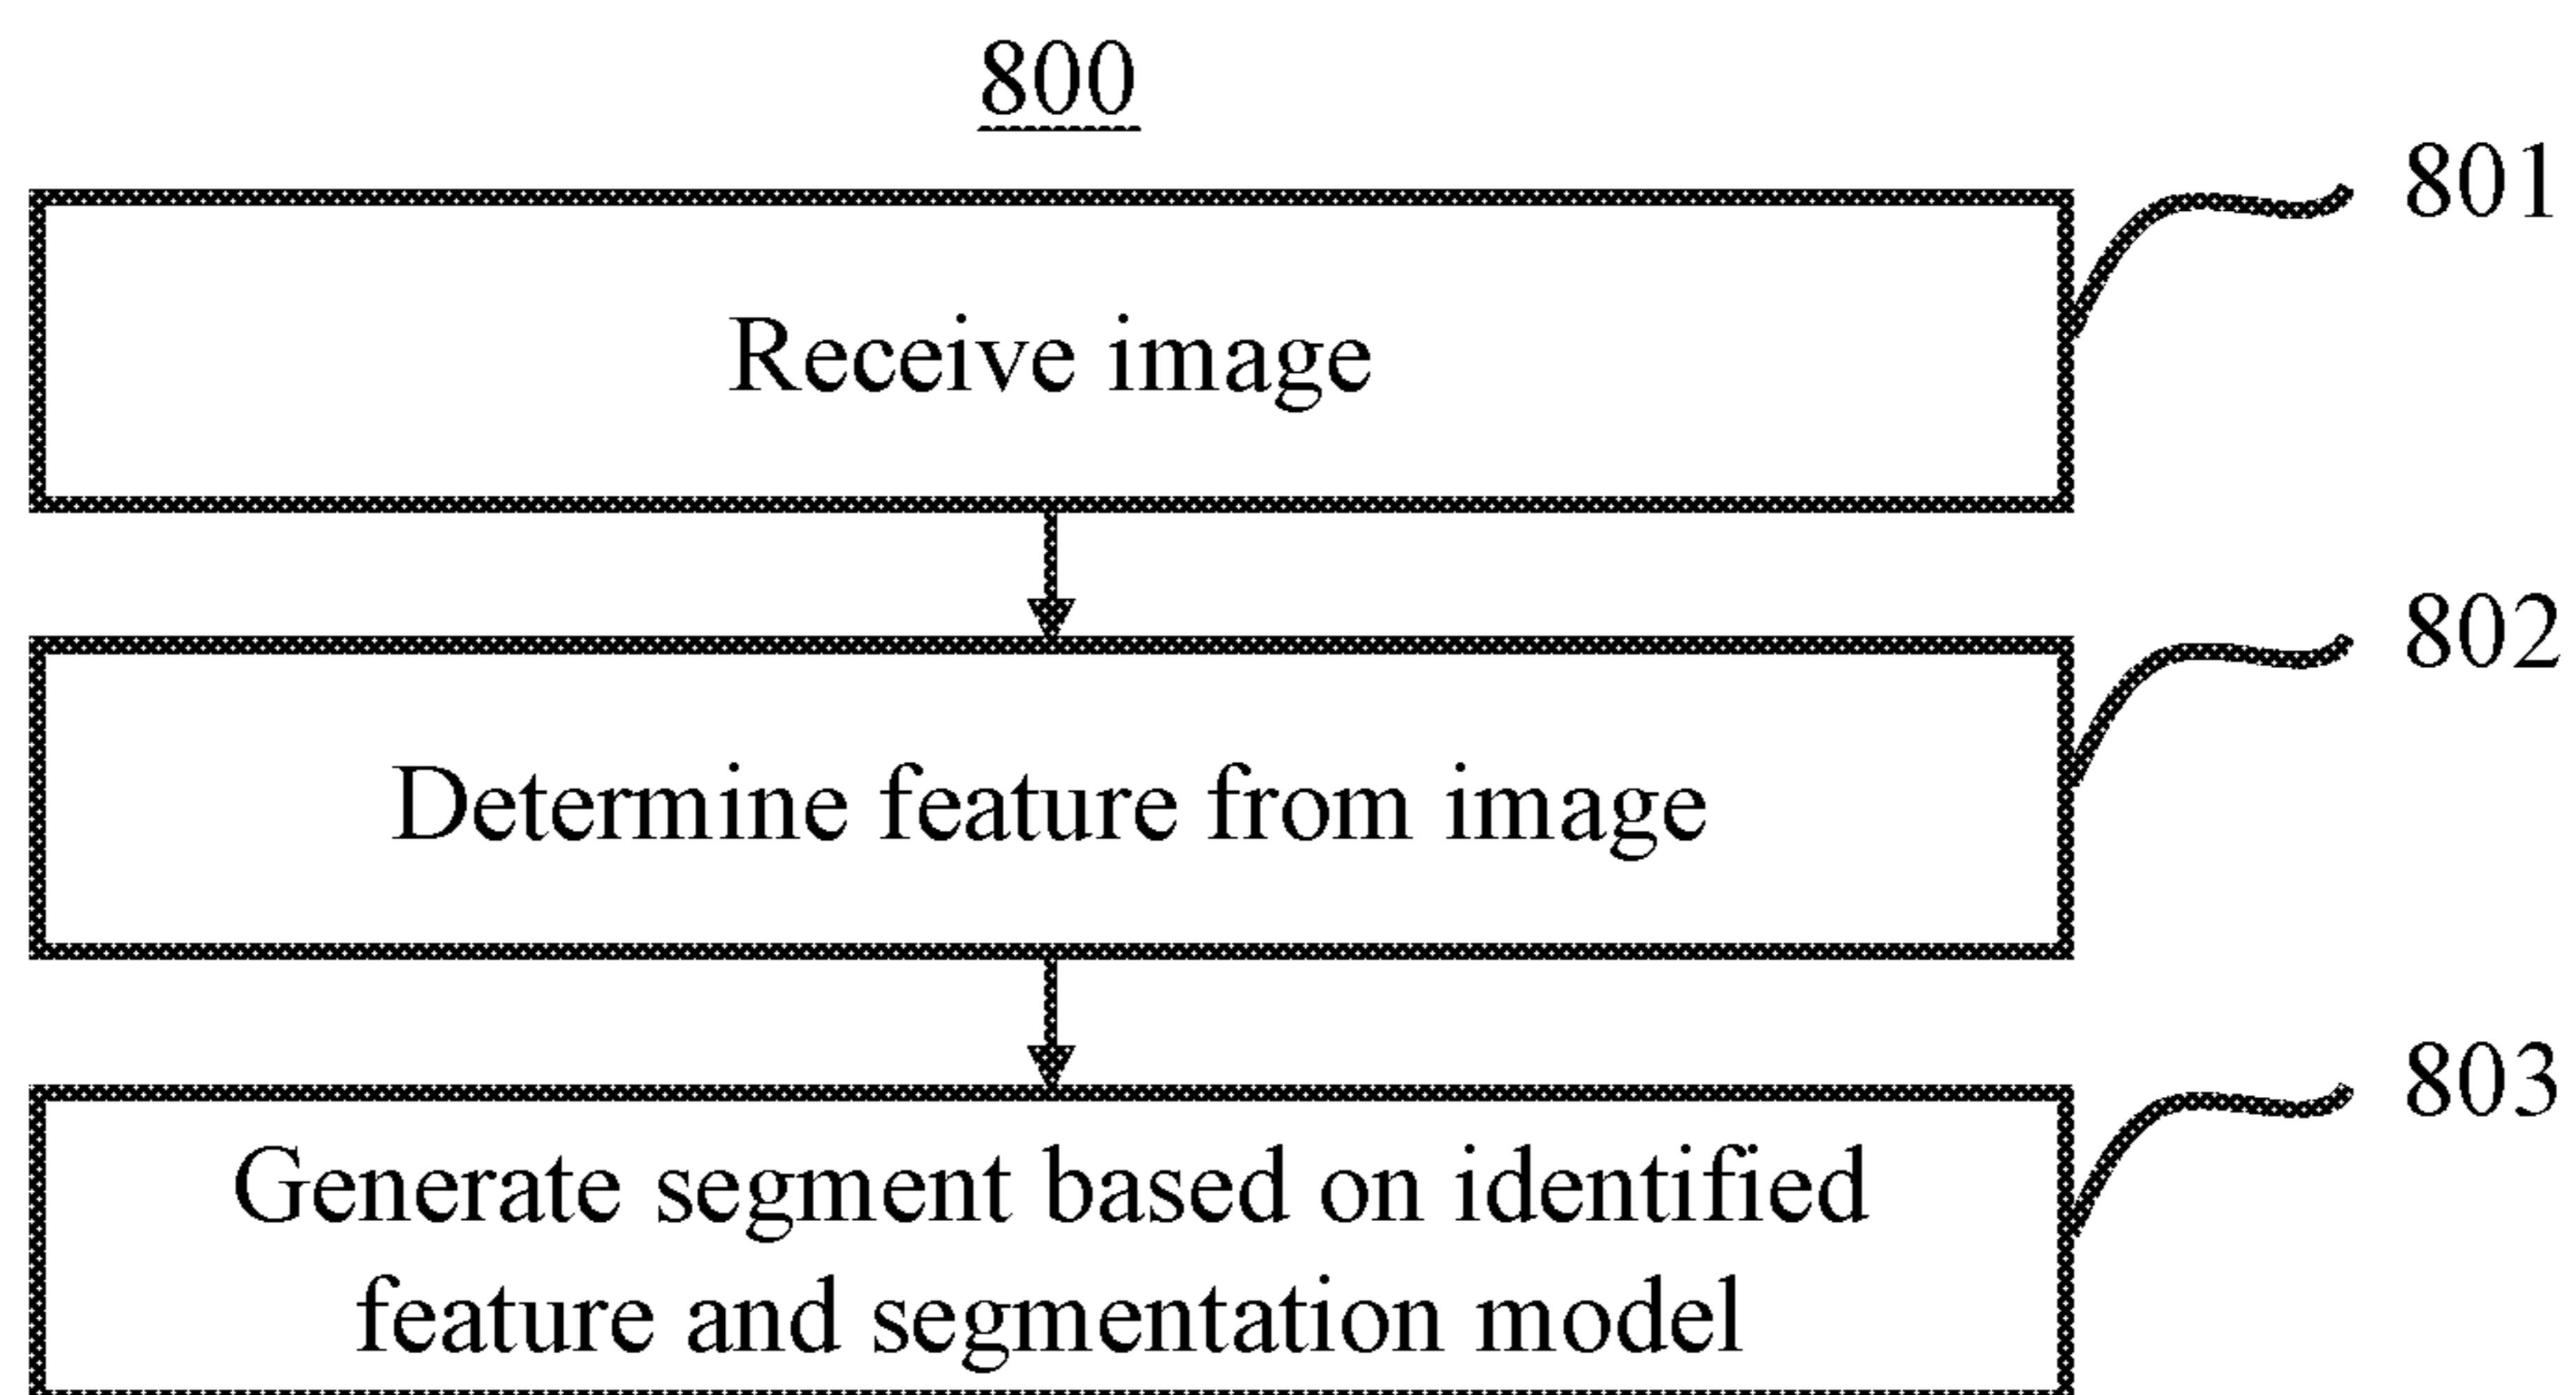 800
801
Receive image
802
Determine feature from image
803
Generate segment based on identified
feature and segmentation model